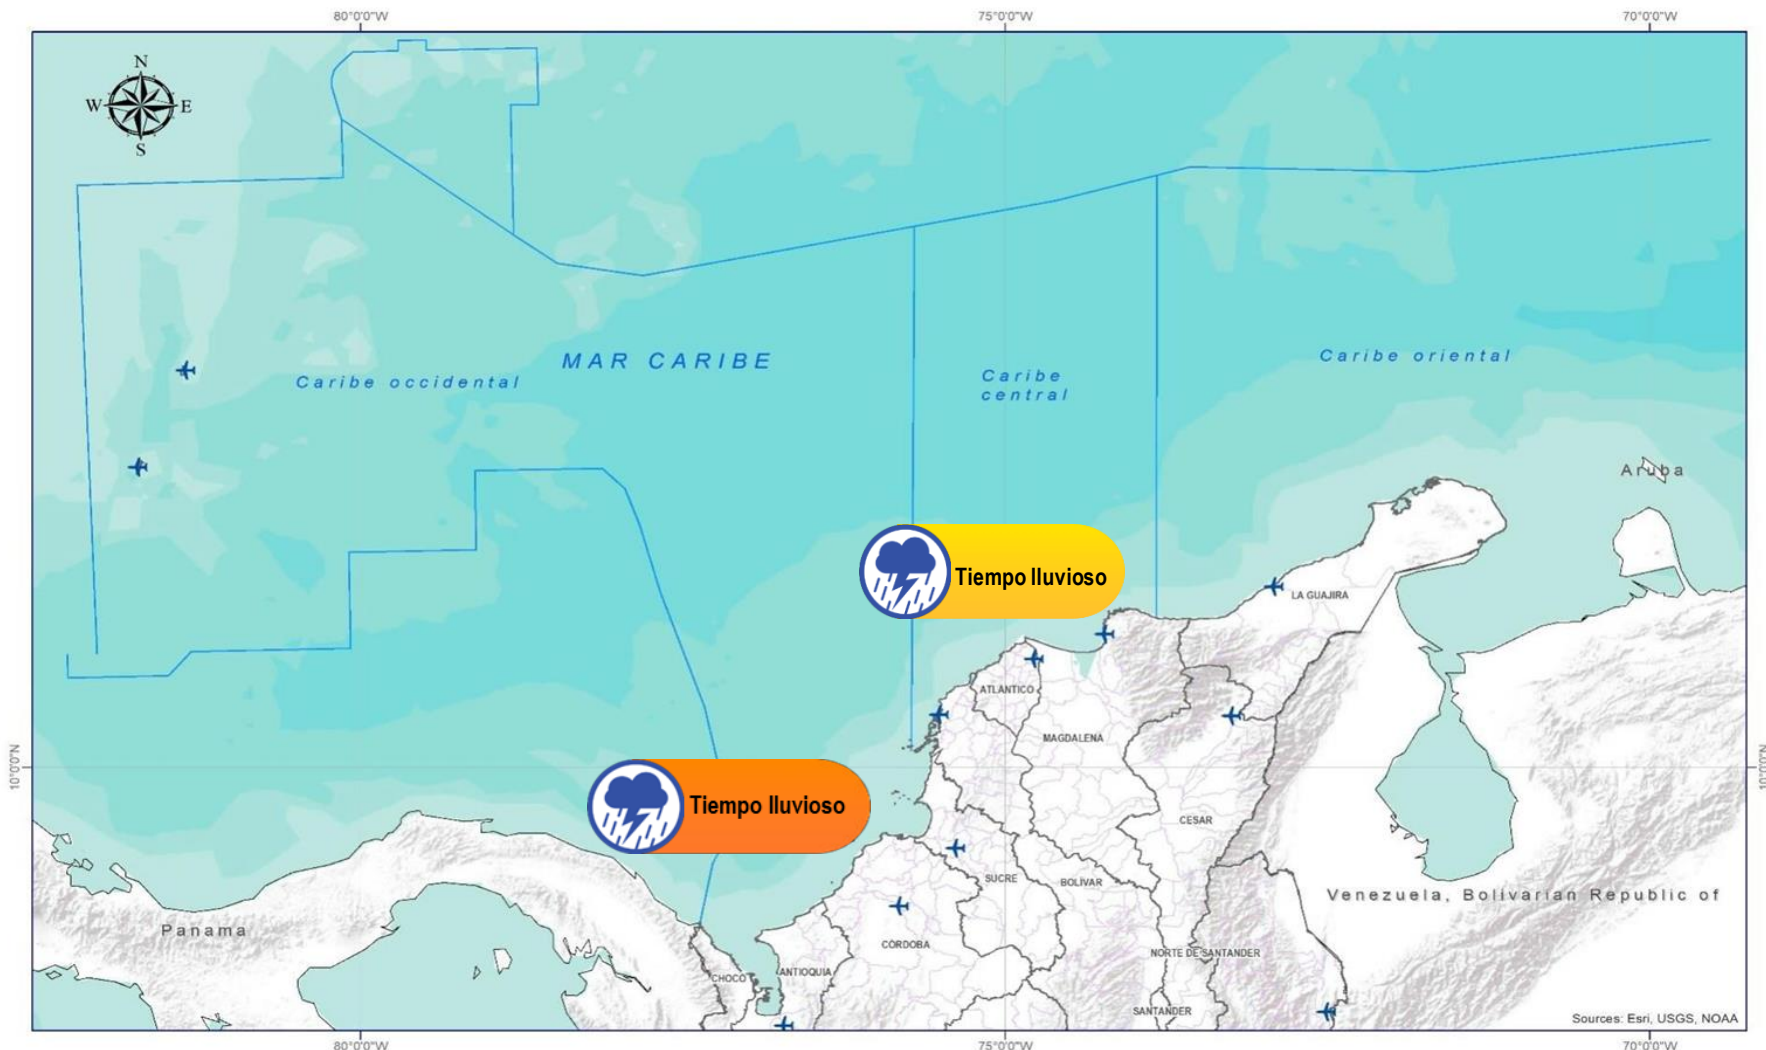 80°0'0"W
75°0'0"W
70°0'0"W
N
W
E
S
MAR CARIBE
Caribe occidental
Caribe
central
Caribe oriental
Aruba
Tiempo lluvioso
LA GUAJIRA
ATLANTICO
MAGDALENA
10°0'0"N
10°0'0"N
Tiempo lluvioso
CESAR
SUCRE
BOLÍVAR
Venezuela, Bolivarian Republic of
Panama
CÓRDOBA
NORTE DE SANTANDER
CHOCO
ANTIOQUIA
SANTANDER
Sources: Esri, USGS, NOAA
80°0'0"W
75°0'0"W
70°0'0"W